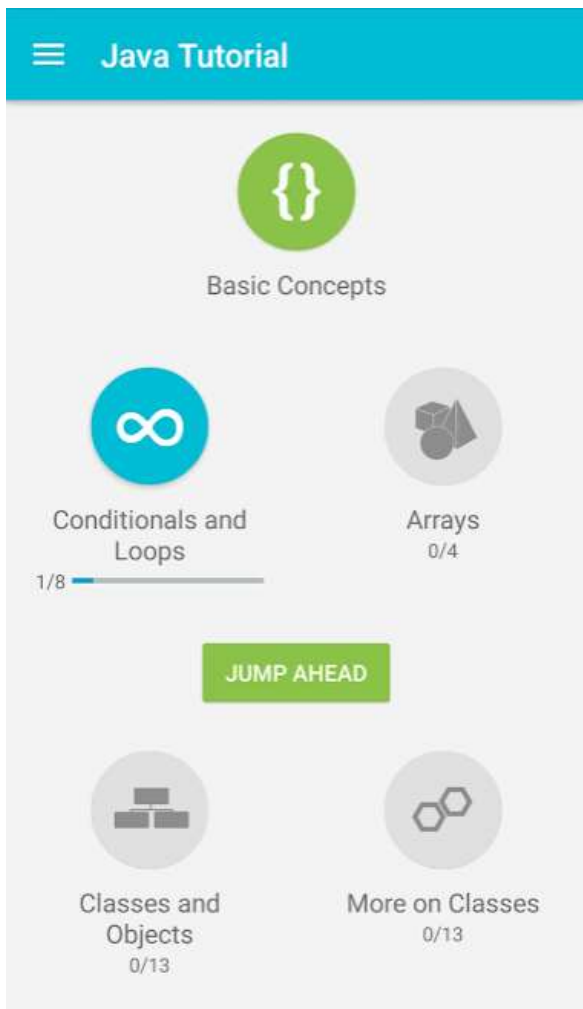 Java Tutorial
{}
Basic Concepts
Conditionals and
Loops
1/8
Arrays
0/4
JUMP AHEAD
Classes and
Objects
0/13
More on Classes
0/13